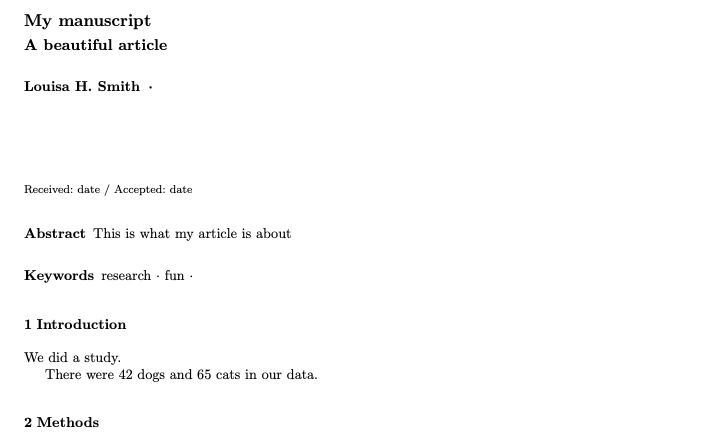 My manuscript
A beautiful article
Louisa H. Smith ·
Received: date / Accepted: date
Abstract This is what my article is about
Keywords research · fun ·
1 Introduction
We did a study.
There were 42 dogs and 65 cats in our data.
2 Methods